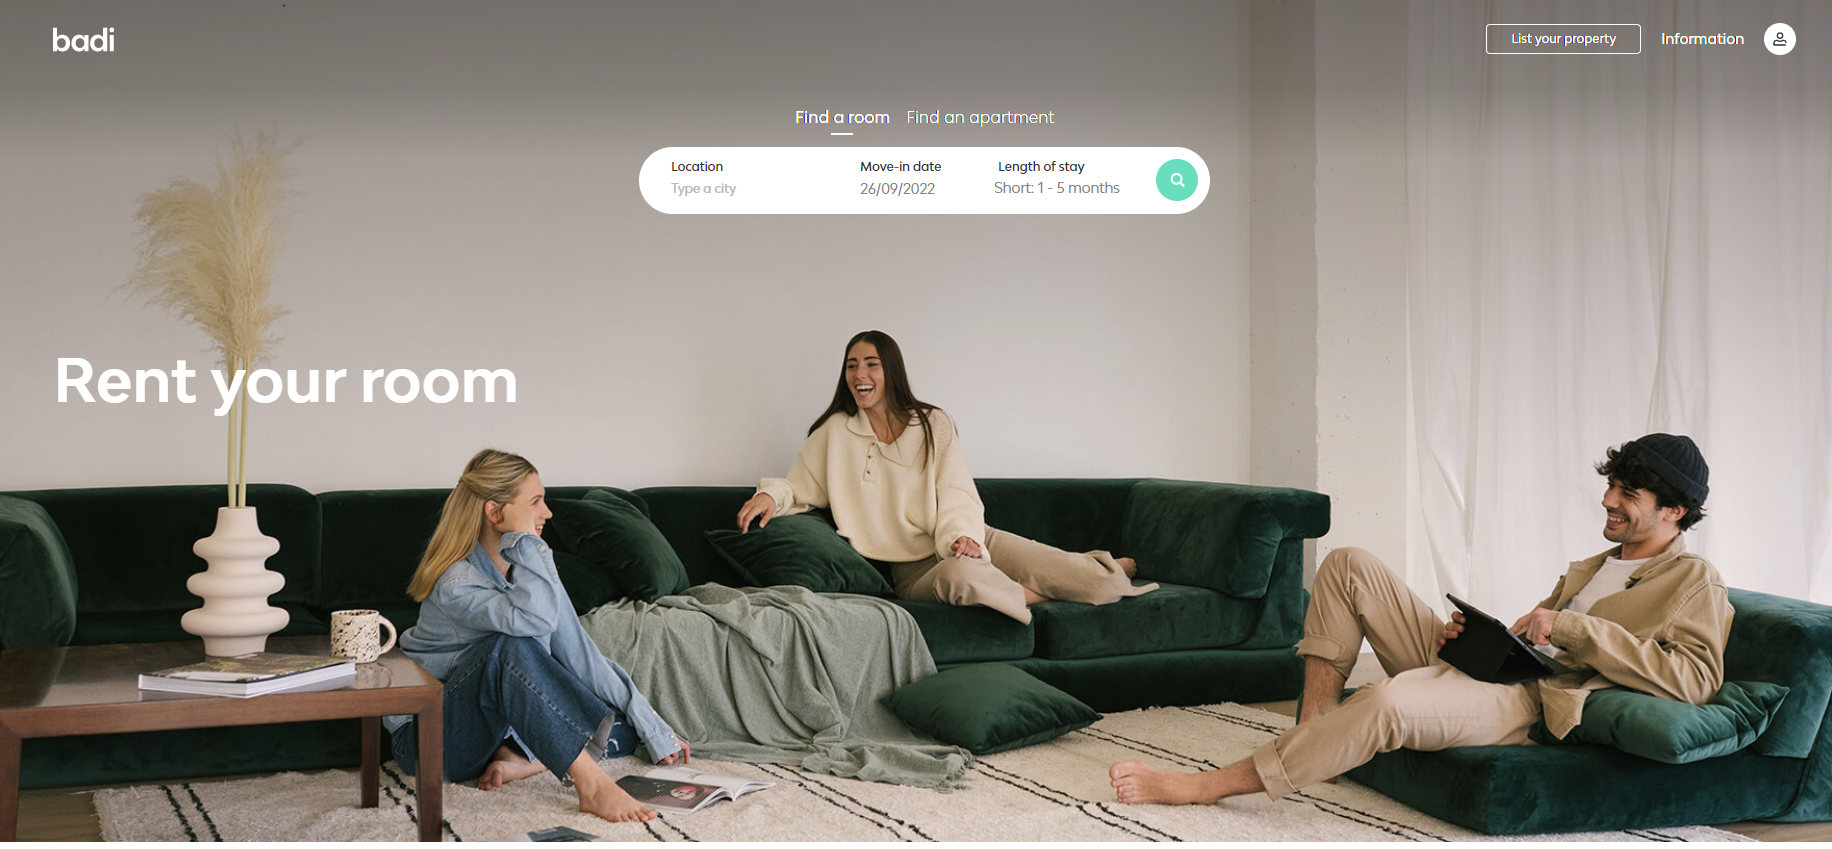 badi
List your property
Information
Find a room
Find an apartment
Location
Type a city
Move-in date
26/09/2022
Length of stay
Short: 1 - 5 months
Rent your room